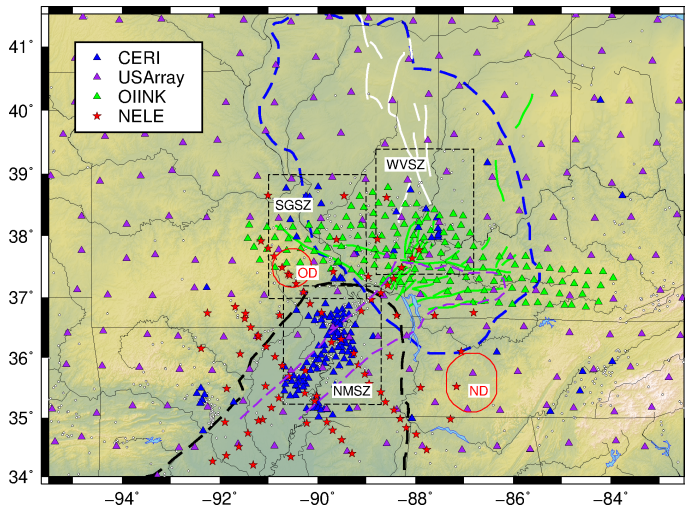 41˚
40˚
39˚
38˚
37˚
36˚
35˚
34˚
CERI
USArray
OIINK
NELE
WVSZ
SGSZ
OD
NMSZ
ND
−94 −92 −90 −88 −86 −84